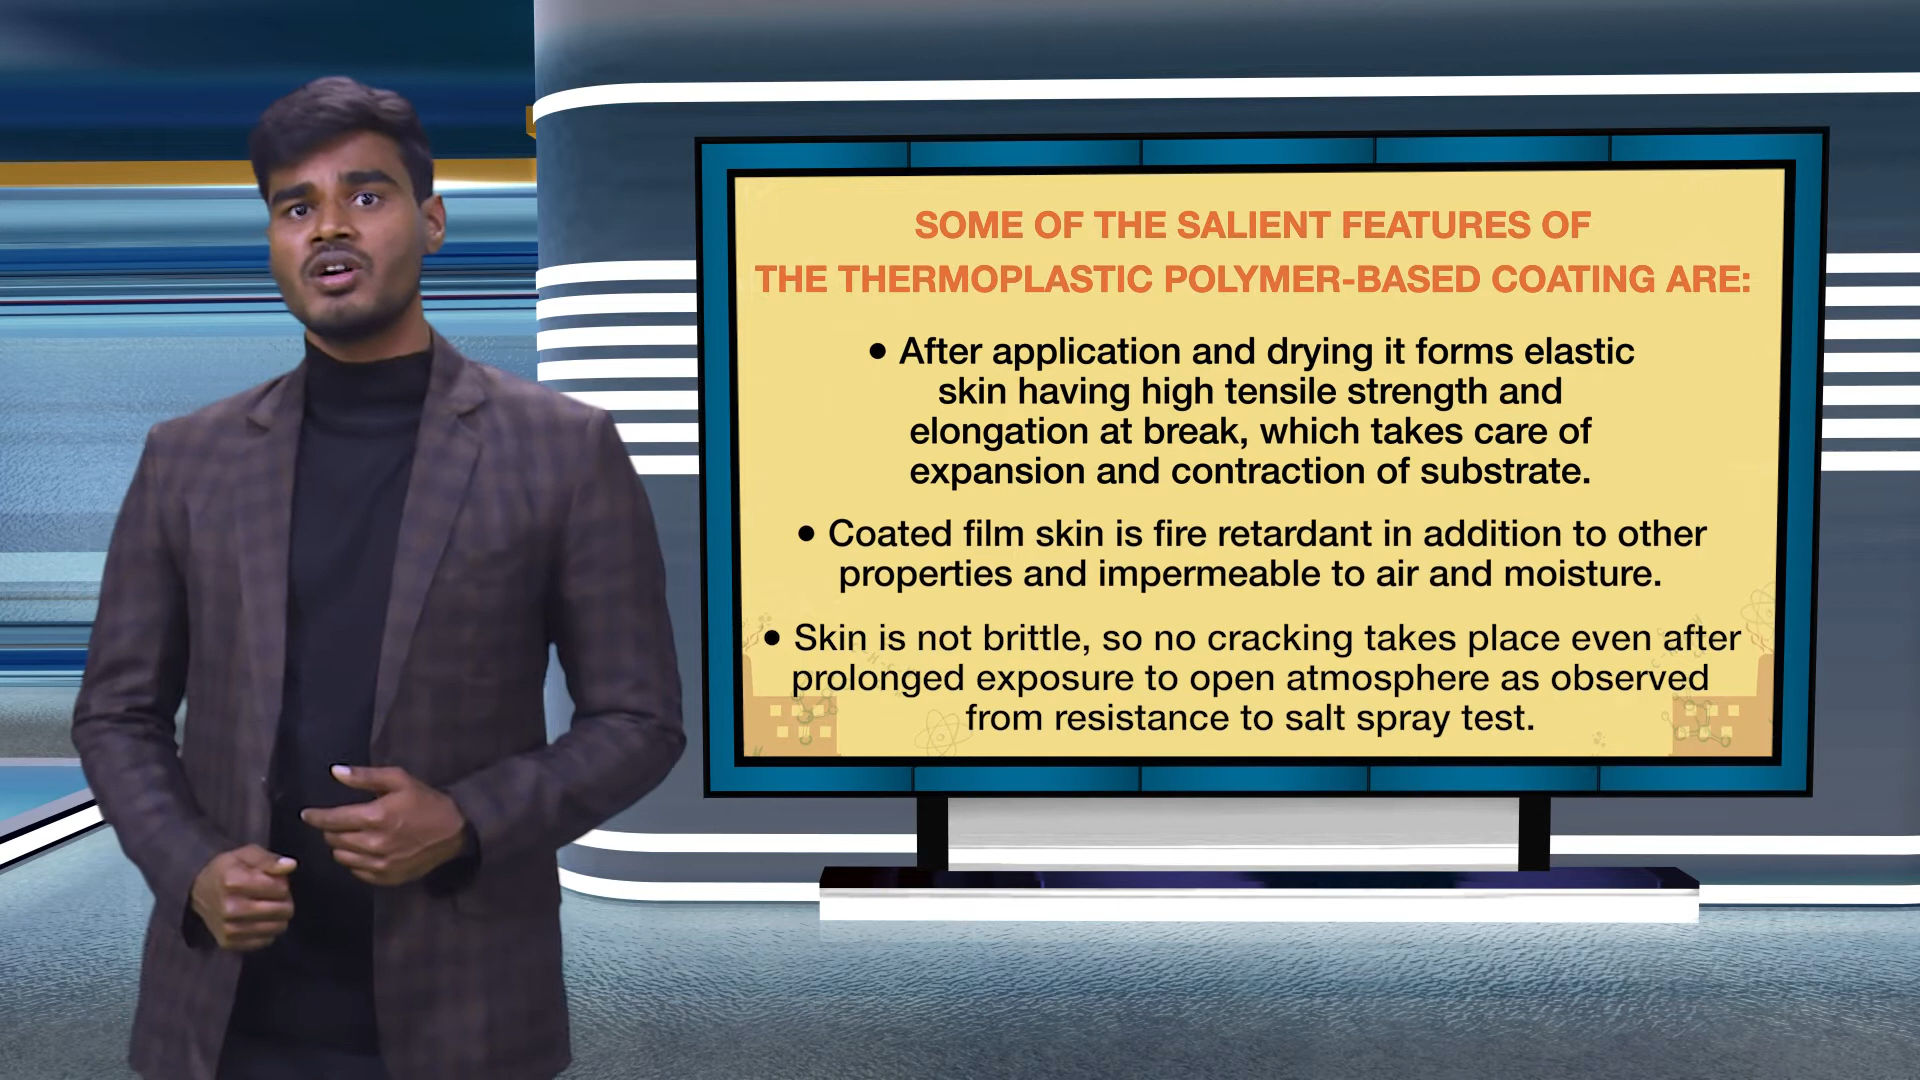 SOME OF THE SALIENT FEATURES OF
THE THERMOPLASTIC POLYMER-BASED COATING ARE:
• After application and drying it forms elastic
skin having high tensile strength and
elongation at break, which takes care of
expansion and contraction of substrate.
• Coated film skin is fire retardant in addition to other
properties and impermeable to air and moisture.
• Skin is not brittle, so no cracking takes place even after
prolonged exposure to open atmosphere as observed
from resistance to salt spray test.